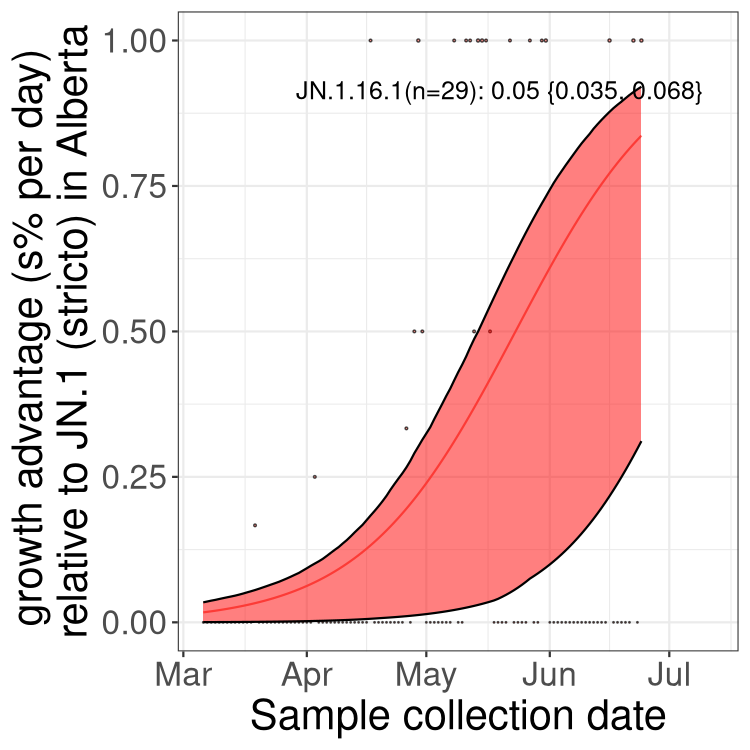 growth advantage (s% per day)
relative to JN.1 (stricto) in Alberta
1.00
0.75
0.50
0.25
0.00
JN.1.16.1(n=29): 0.05 {0.035, 0.068}
Mar Apr May Jun Jul
Sample collection date